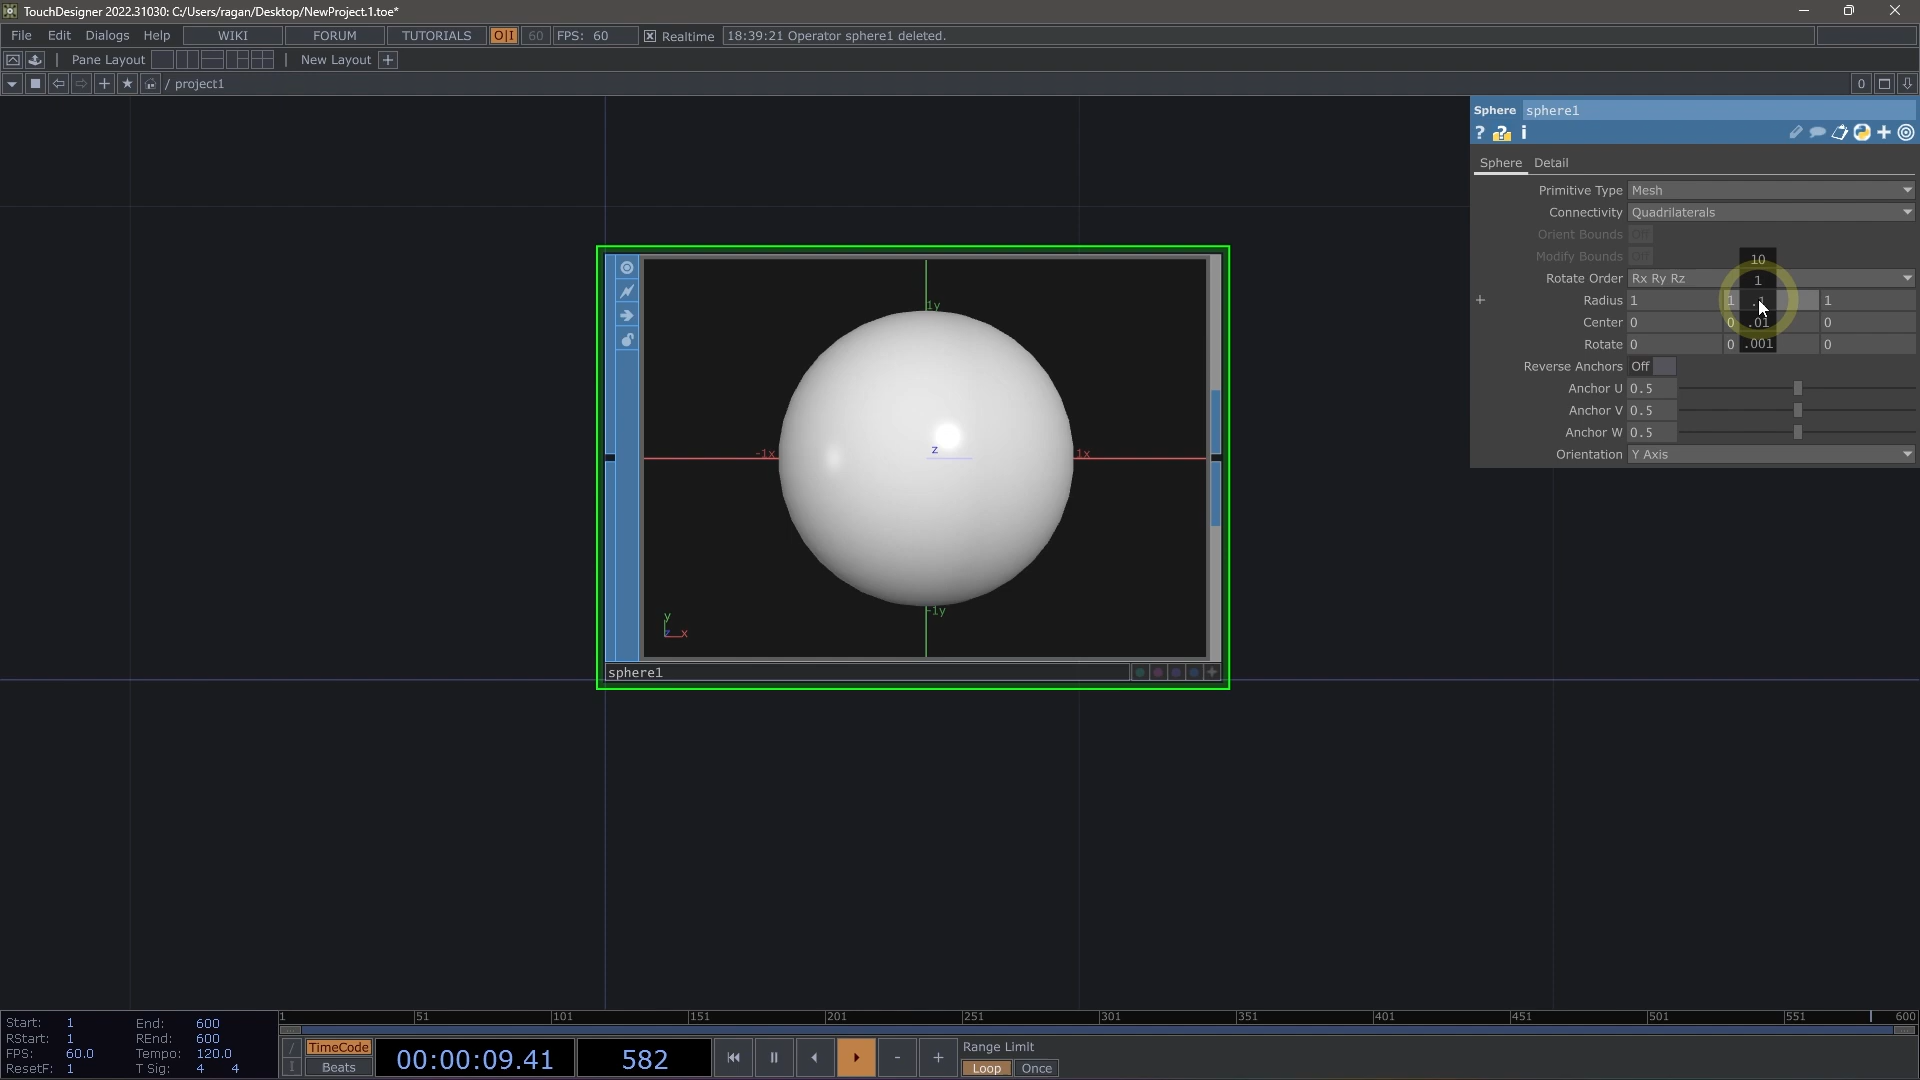 TouchDesigner 2022.31030: C:/Users/ragan/Desktop/NewProject.1.toe*
File Edit Dialogs Help WIKI FORUM TUTORIALS O|I 60 FPS: 60 Realtime 18:39:21 Operator sphere1 deleted.
Pane Layout New Layout +
/ project1 0
Sphere sphere1
? ? i
Sphere Detail
Primitive Type Mesh
Connectivity Quadrilaterals
Orient Bounds Off
Modify Bounds Off
10
Rotate Order Rx Ry Rz 1
+ Radius 1 1 .1 1
Center 0 0 .01 0
Rotate 0 0 .001 0
Reverse Anchors Off
Anchor U 0.5
Anchor V 0.5
Anchor W 0.5
Orientation Y Axis
1y
-1x z 1x
-1y
y
z x
sphere1
Start: 1 End: 600
RStart: 1 REnd: 600
FPS: 60.0 Tempo: 120.0
ResetF: 1 T Sig: 4 4
1 51 101 151 201 251 301 351 401 451 501 551 600
/ TimeCode
I Beats
00:00:09.41 582 - +
Range Limit
Loop Once